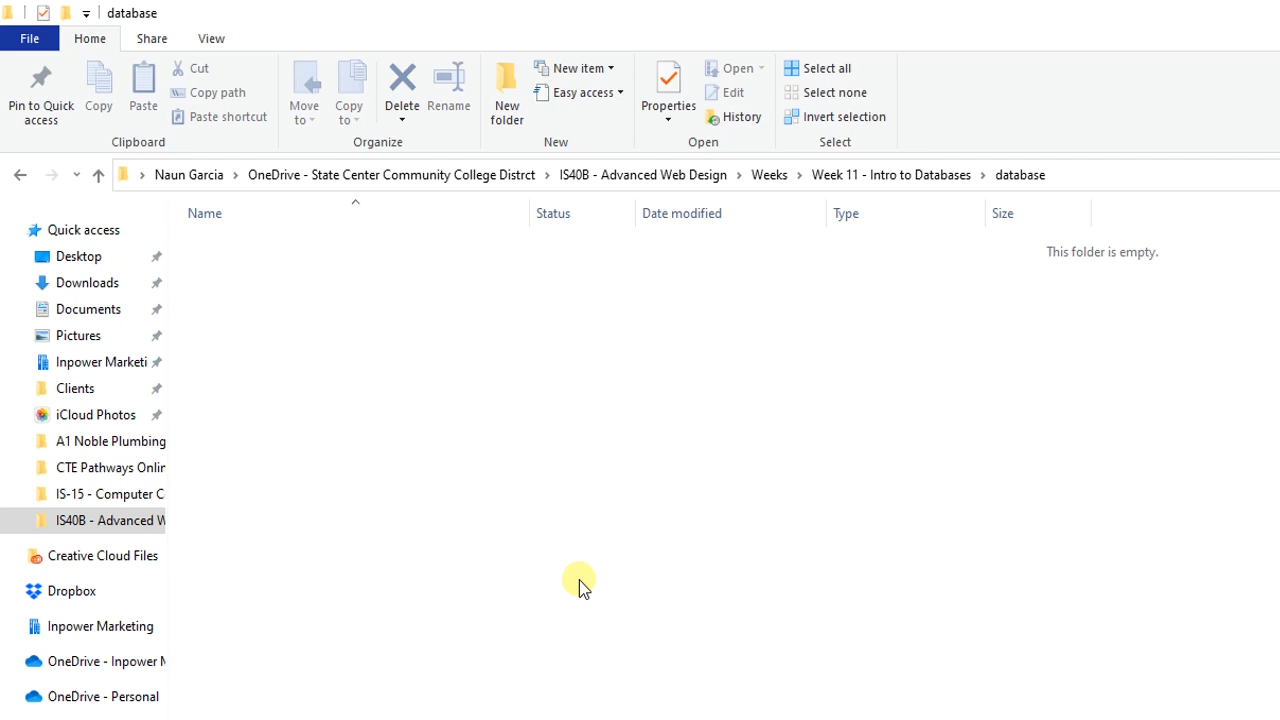 database
File Home Share View
Pin to Quick access
Copy
Paste
Cut
Copy path
Paste shortcut
Clipboard
Move to
Copy to
Delete
Rename
Organize
New folder
New item
Easy access
New
Properties
Open
Edit
History
Open
Select all
Select none
Invert selection
Select
Naun Garcia OneDrive - State Center Community College Distrct IS40B - Advanced Web Design Weeks Week 11 - Intro to Databases database
Name Status Date modified Type Size
This folder is empty.
Quick access
Desktop
Downloads
Documents
Pictures
Inpower Marketi
Clients
iCloud Photos
A1 Noble Plumbing
CTE Pathways Onlin
IS-15 - Computer C
IS40B - Advanced W
Creative Cloud Files
Dropbox
Inpower Marketing
OneDrive - Inpower M
OneDrive - Personal